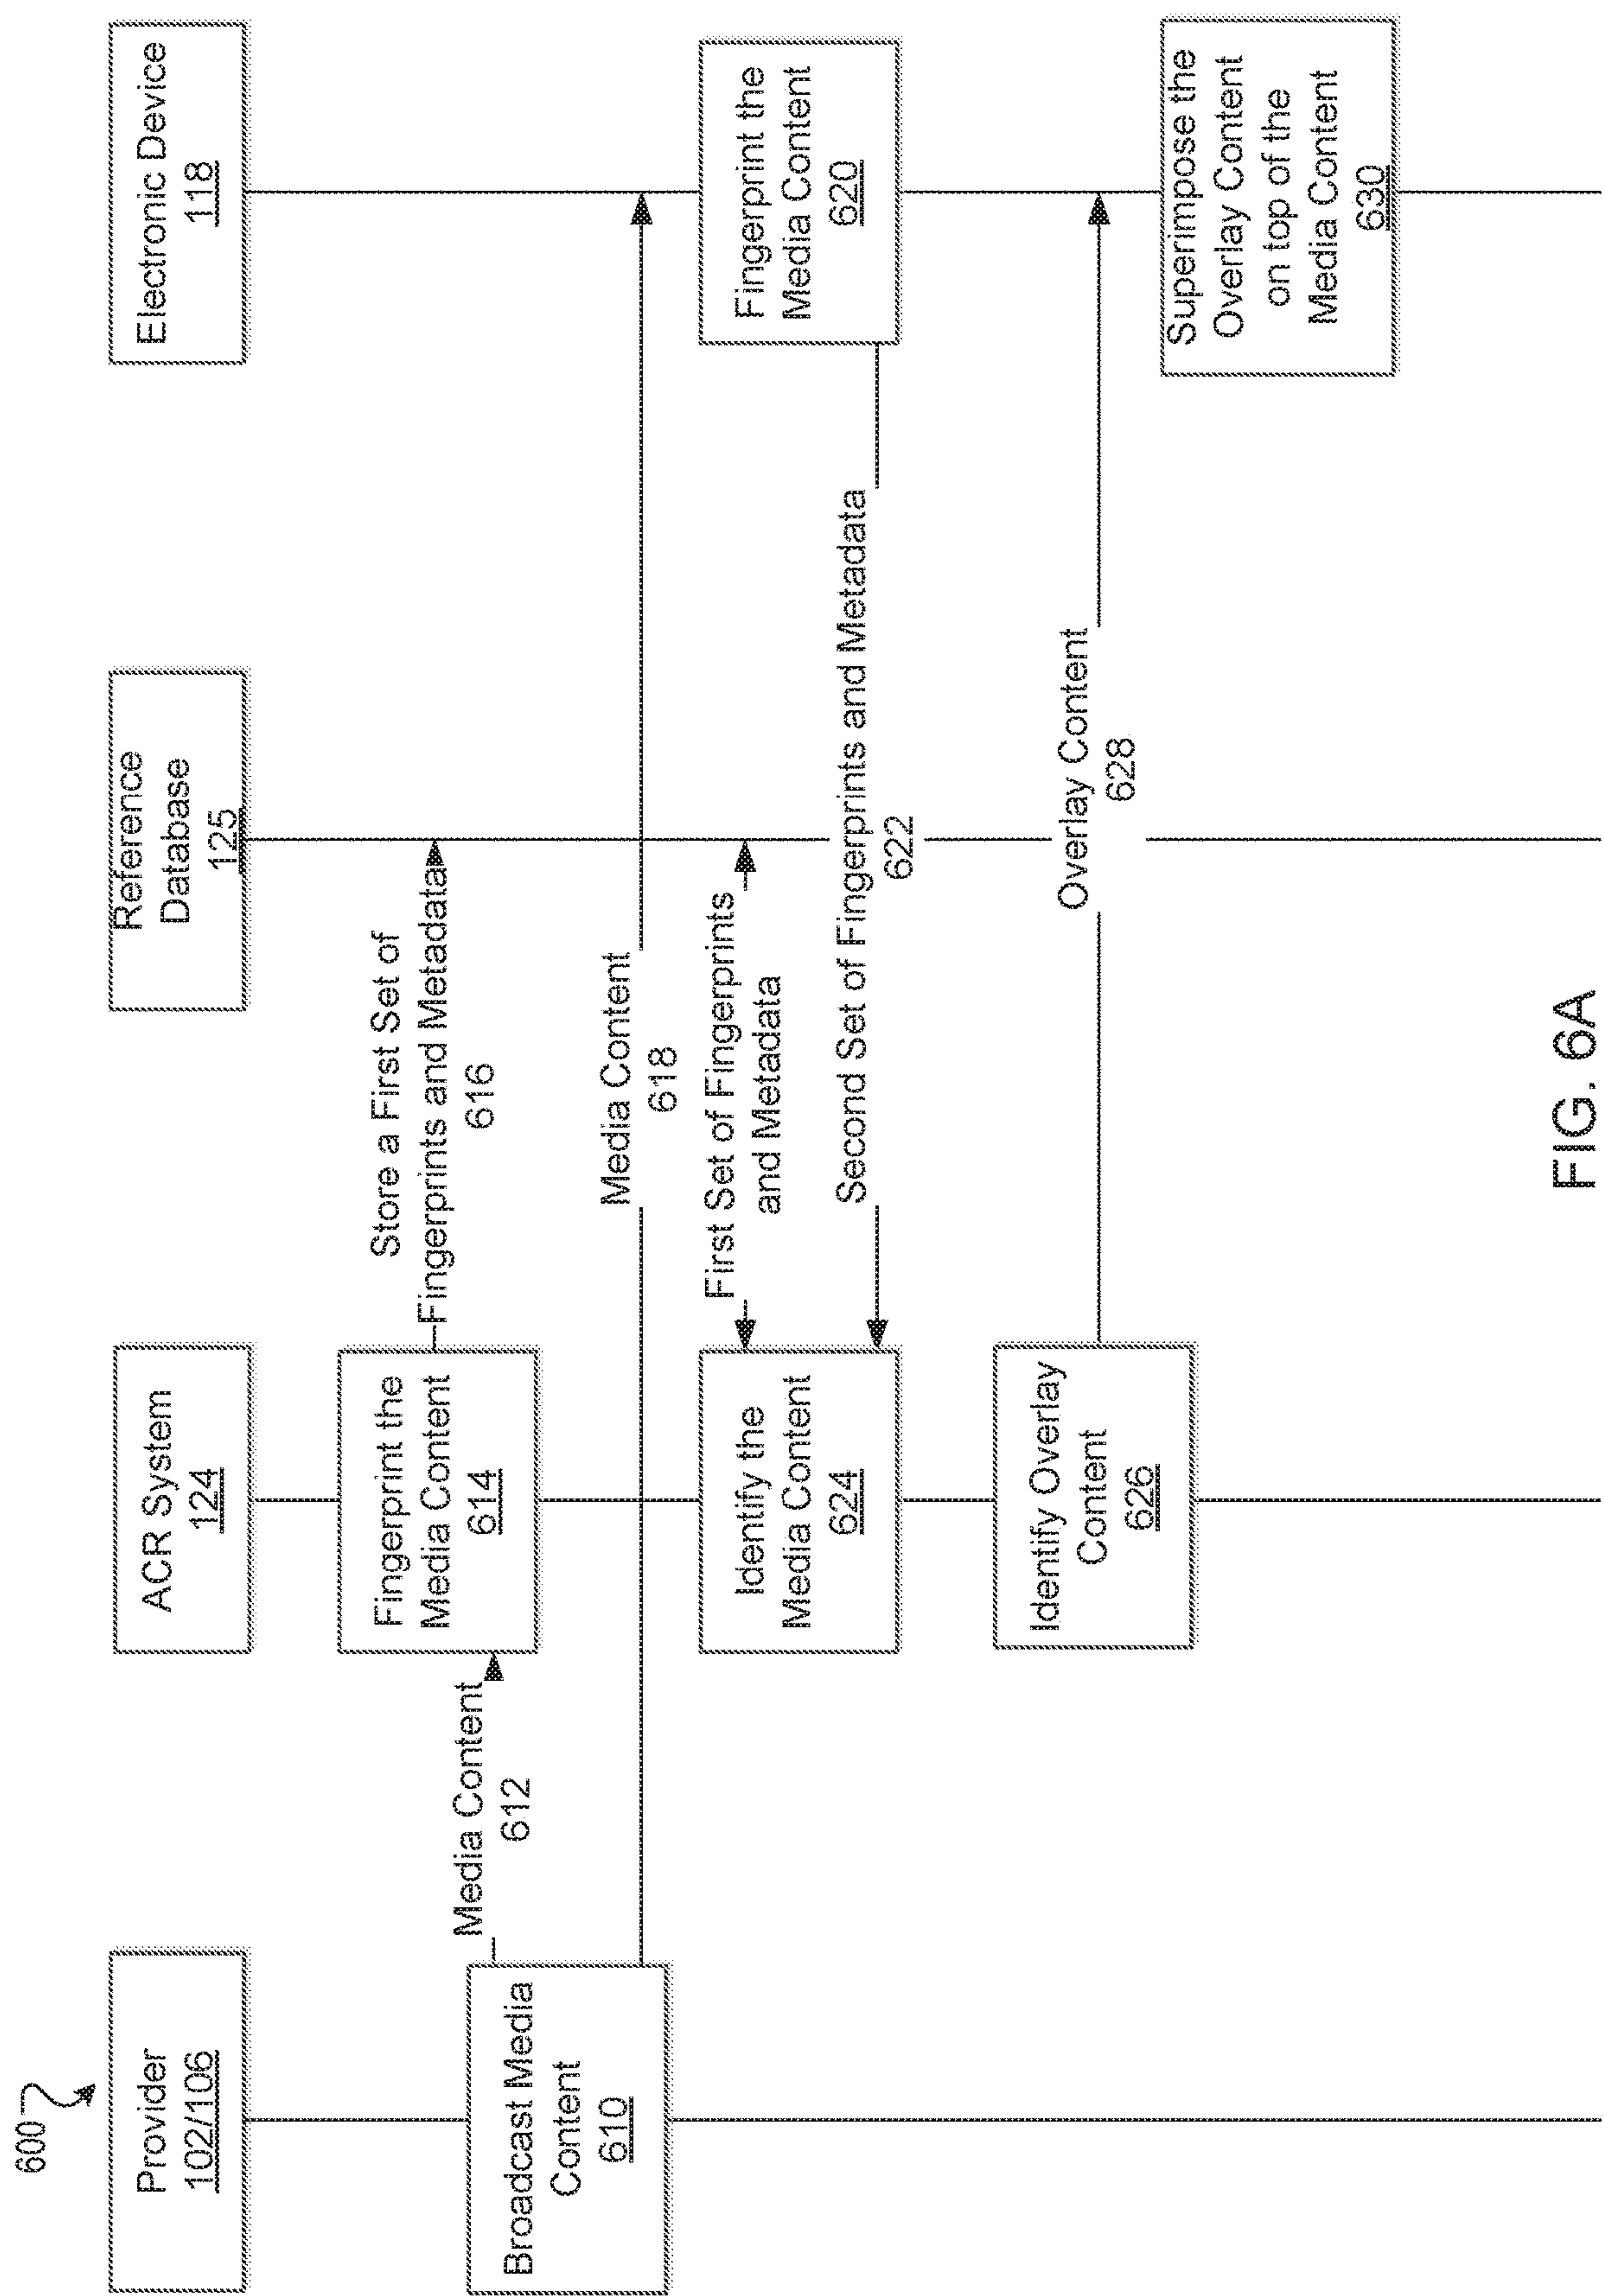 600
Provider
102/106
ACR System
124
Reference
Database
125
Electronic Device
118
Broadcast Media
Content
610
Media Content
612
Fingerprint the
Media Content
614
Store a First Set of
Fingerprints and Metadata
616
Media Content
618
Fingerprint the
Media Content
620
First Set of Fingerprints
and Metadata
Second Set of Fingerprints and Metadata
622
Identify the
Media Content
624
Identify Overlay
Content
626
Overlay Content
628
Superimpose the
Overlay Content
on top of the
Media Content
630
FIG. 6A